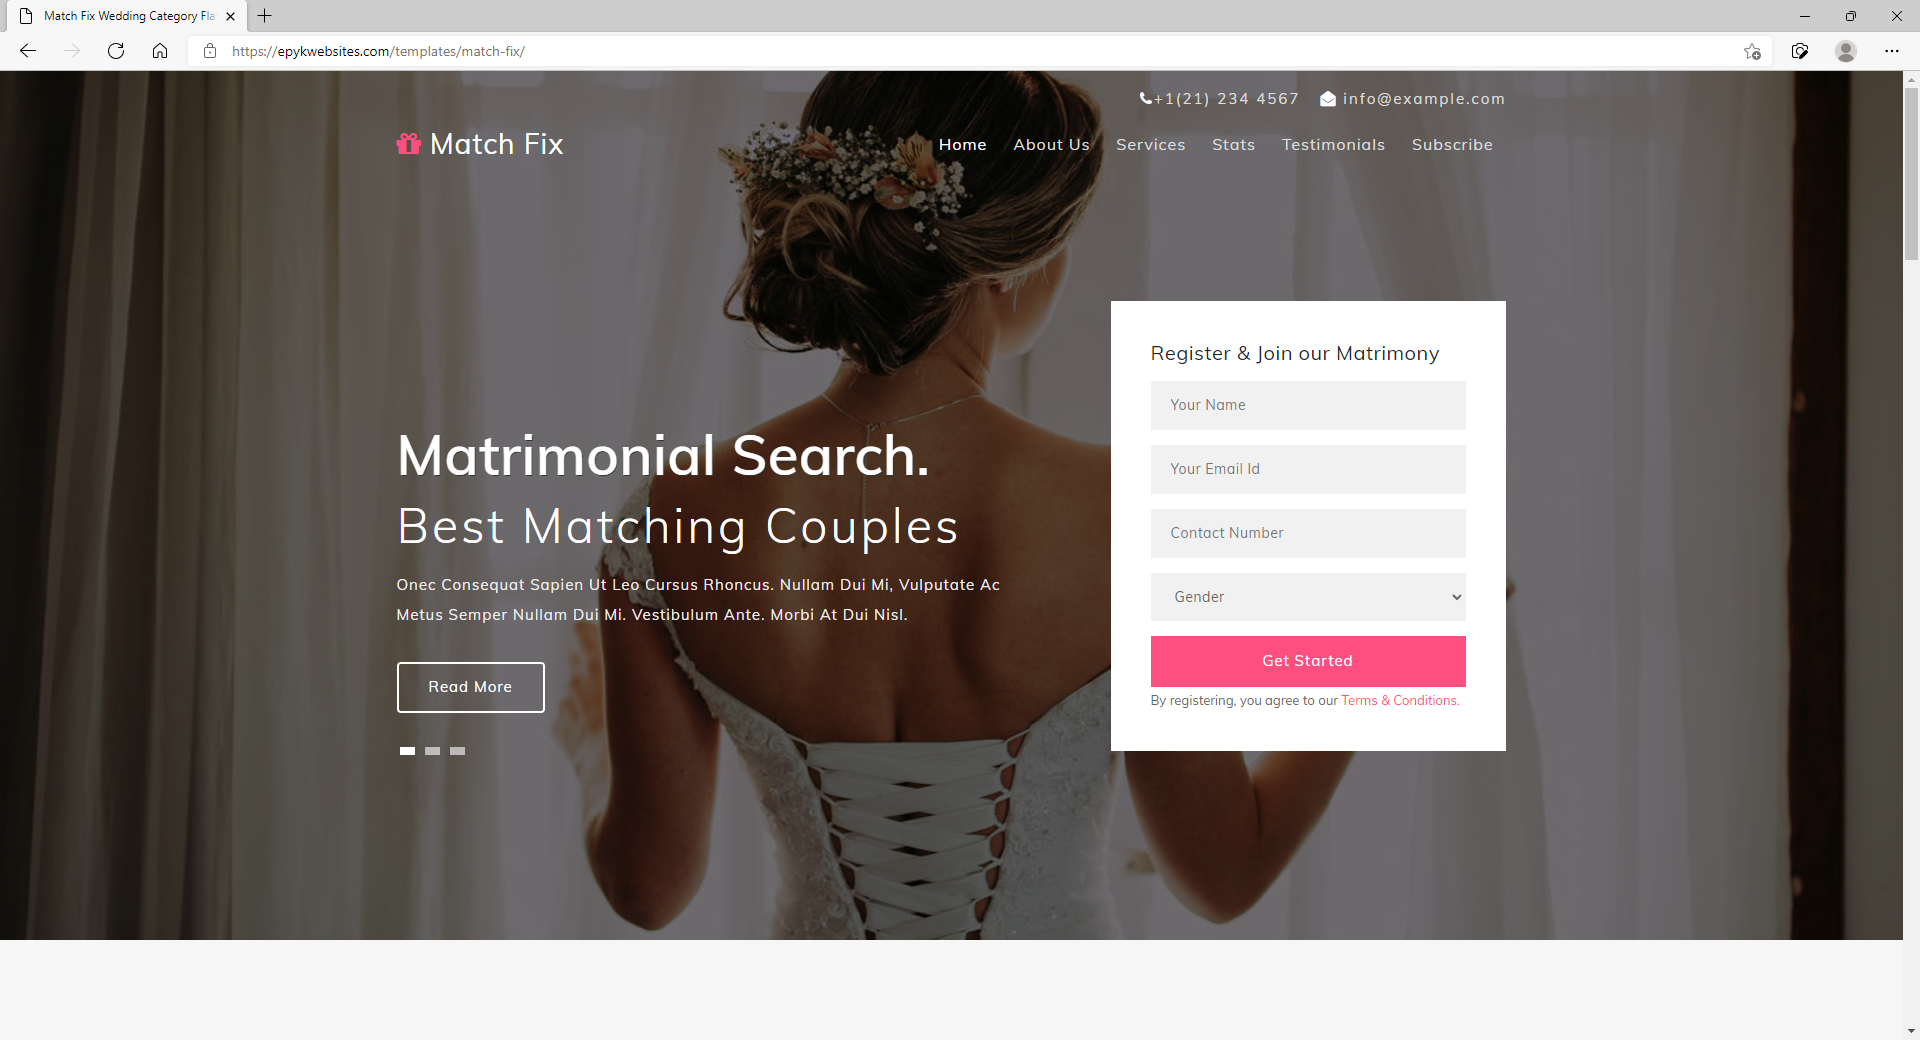 Match Fix Wedding Category Fla
https://epykwebsites.com/templates/match-fix/
+1(21) 234 4567 info@example.com
Match Fix
Home About Us Services Stats Testimonials Subscribe
Matrimonial Search.
Best Matching Couples
Onec Consequat Sapien Ut Leo Cursus Rhoncus. Nullam Dui Mi, Vulputate Ac
Metus Semper Nullam Dui Mi. Vestibulum Ante. Morbi At Dui Nisl.
Read More
Register & Join our Matrimony
Your Name
Your Email Id
Contact Number
Gender
Get Started
By registering, you agree to our Terms & Conditions.